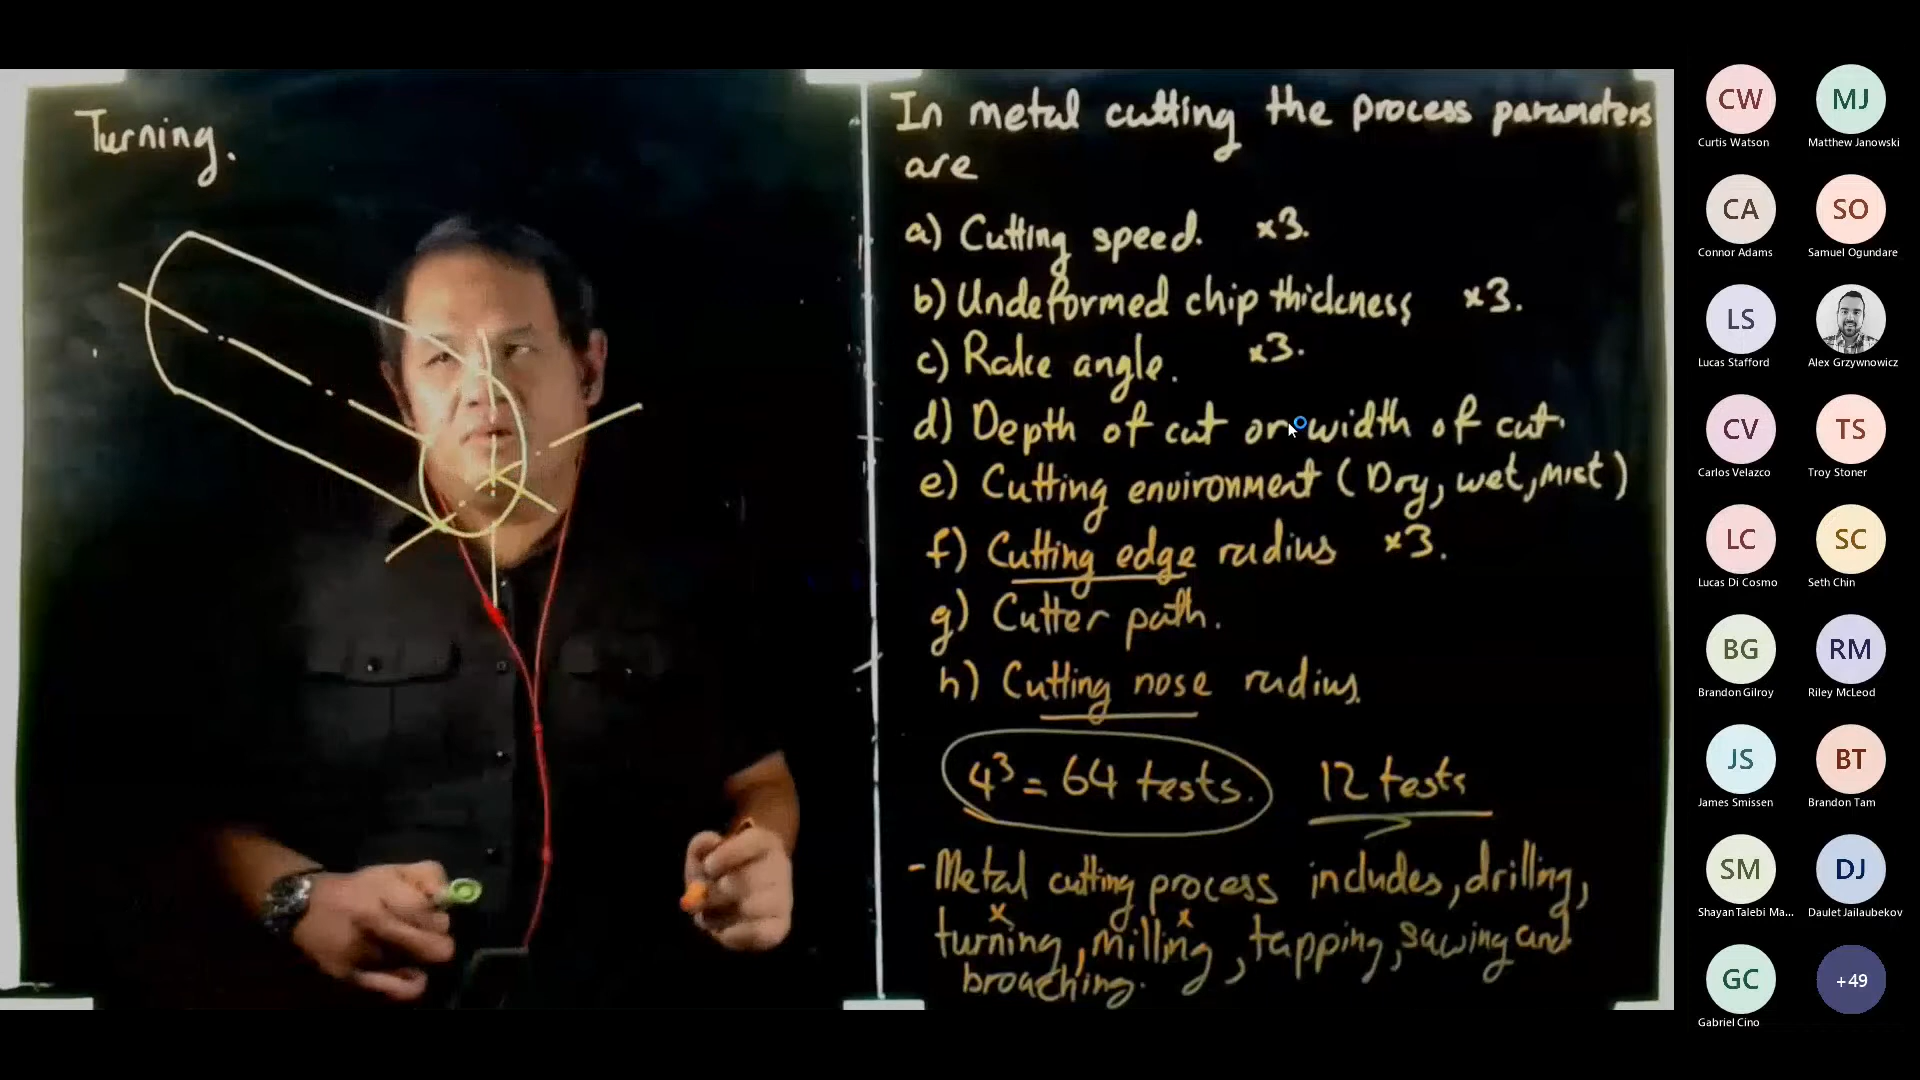 Turning.
In metal cutting the process parameters
are
a) Cutting speed. x3.
b) Undeformed chip thickness x3.
c) Rake angle. x3.
d) Depth of cut or width of cut.
e) Cutting environment (Dry, wet, mist)
f) Cutting edge radius x3.
g) Cutter path.
h) Cutting nose radius.
4³ = 64 tests. 12 tests
- Metal cutting process includes, drilling,
x x
turning, milling, tapping, sawing and
broaching.
CW MJ
Curtis Watson Matthew Janowski
CA SO
Connor Adams Samuel Ogundare
LS
Lucas Stafford Alex Grzywnowicz
CV TS
Carlos Velazco Troy Stoner
LC SC
Lucas Di Cosmo Seth Chin
BG RM
Brandon Gilroy Riley McLeod
JS BT
James Smissen Brandon Tam
SM DJ
Shayan Talebi Ma... Daulet Jailaubekov
GC +49
Gabriel Cino